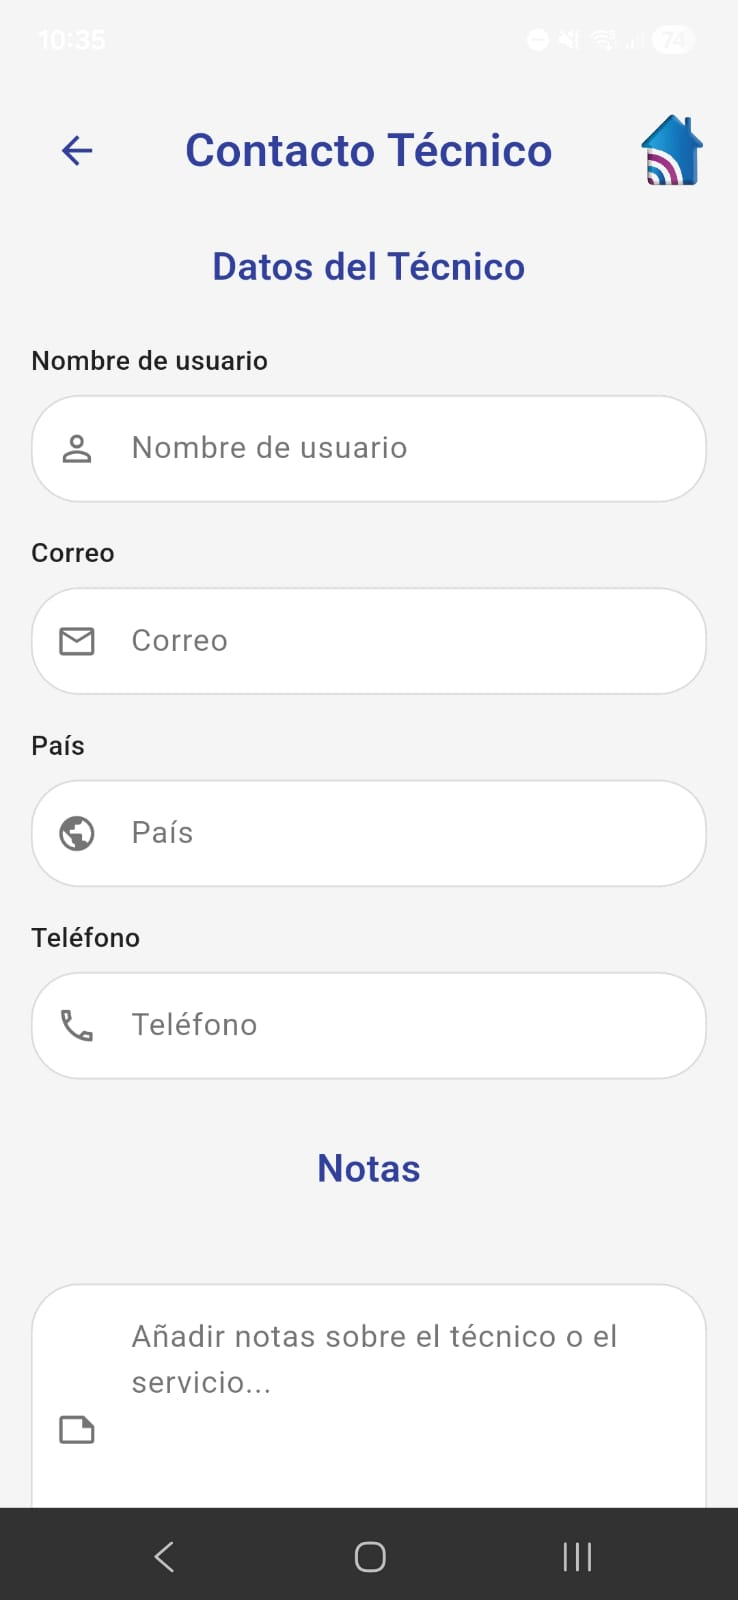 10:35
74
Contacto Técnico
Datos del Técnico
Nombre de usuario
Nombre de usuario
Correo
Correo
País
País
Teléfono
Teléfono
Notas
Añadir notas sobre el técnico o el
servicio...